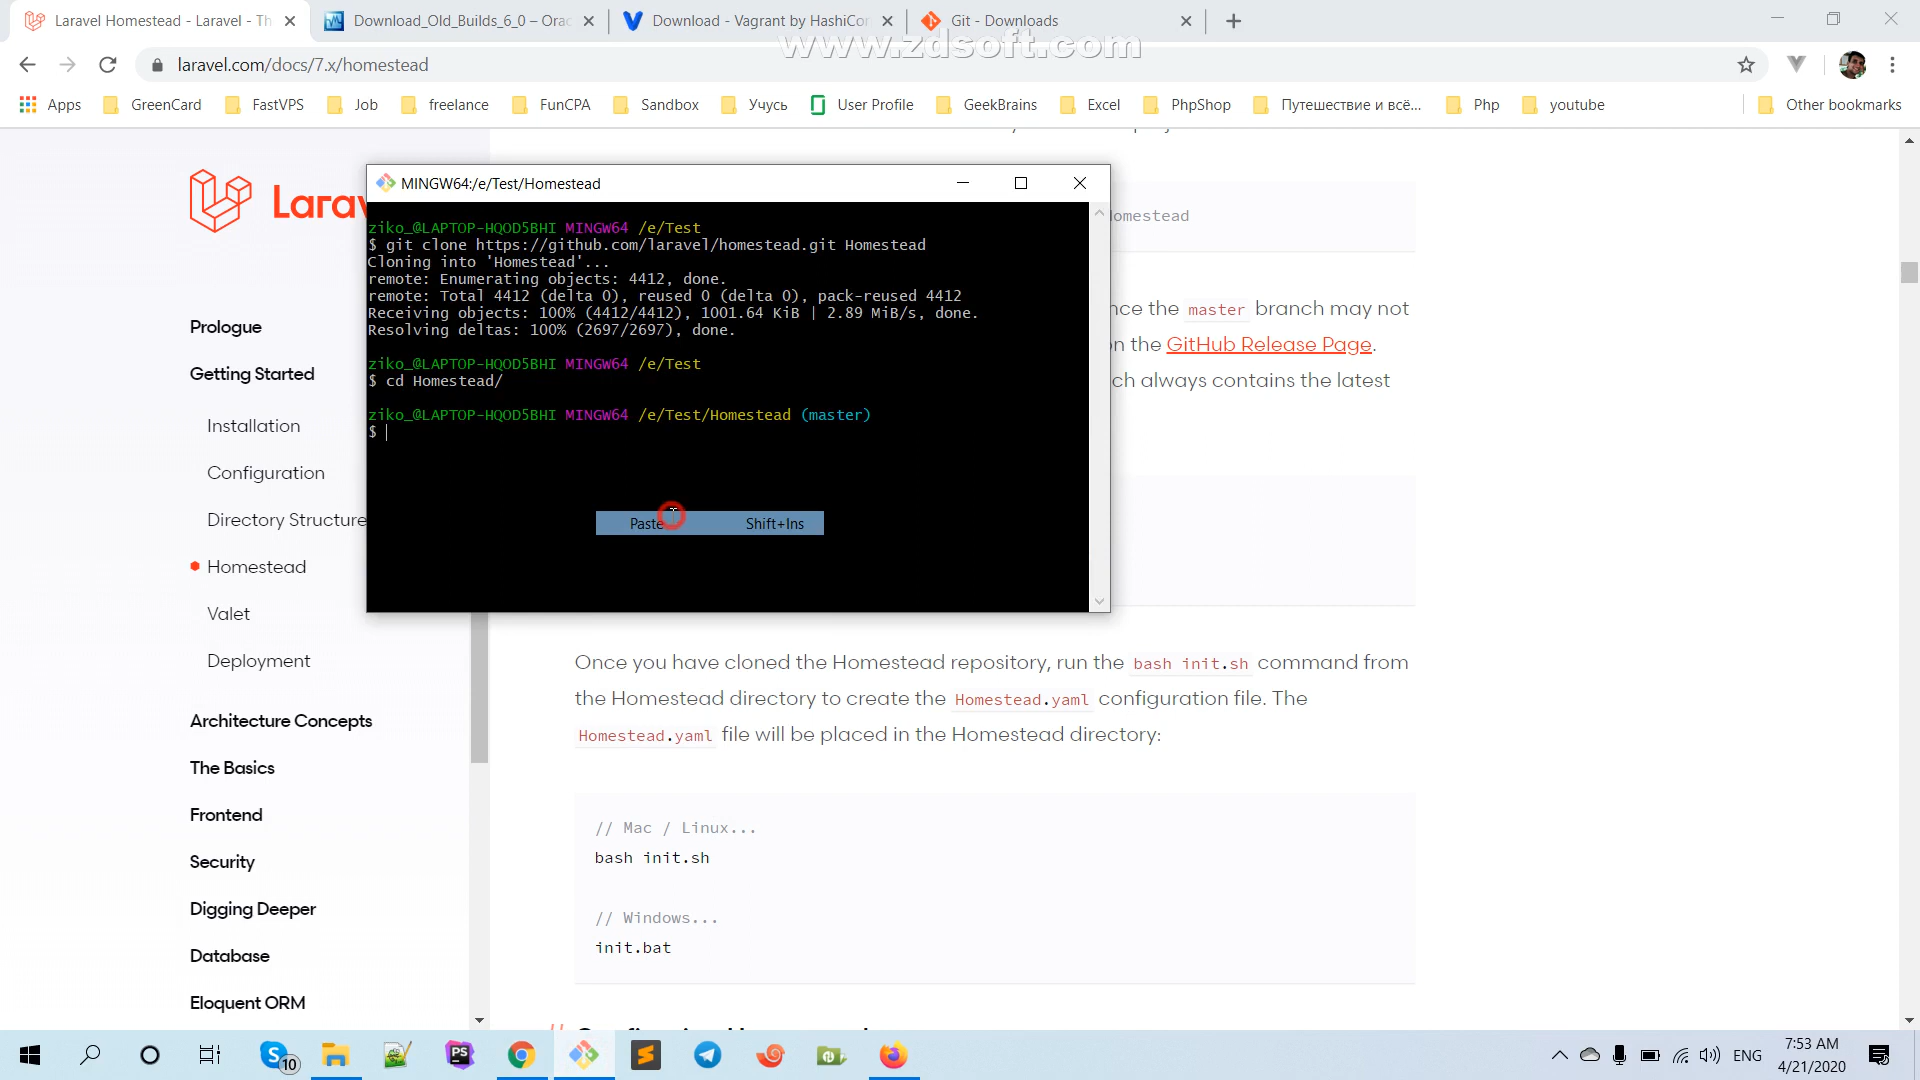 Laravel Homestead - Laravel - Th
Download_Old_Builds_6_0 – Orac
Download - Vagrant by HashiCor
Git - Downloads
www.zdsoft.com
laravel.com/docs/7.x/homestead
Apps
GreenCard
FastVPS
Job
freelance
FunCPA
Sandbox
Учусь
User Profile
GeekBrains
Excel
PhpShop
Путешествие и всё...
Php
youtube
Other bookmarks
Larav
Prologue
Getting Started
Installation
Configuration
Directory Structure
Homestead
Valet
Deployment
Architecture Concepts
The Basics
Frontend
Security
Digging Deeper
Database
Eloquent ORM
MINGW64:/e/Test/Homestead
ziko_@LAPTOP-HQOD5BHI MINGW64 /e/Test
$ git clone https://github.com/laravel/homestead.git Homestead
Cloning into 'Homestead'...
remote: Enumerating objects: 4412, done.
remote: Total 4412 (delta 0), reused 0 (delta 0), pack-reused 4412
Receiving objects: 100% (4412/4412), 1001.64 KiB | 2.89 MiB/s, done.
Resolving deltas: 100% (2697/2697), done.
ziko_@LAPTOP-HQOD5BHI MINGW64 /e/Test
$ cd Homestead/
ziko_@LAPTOP-HQOD5BHI MINGW64 /e/Test/Homestead (master)
$
Paste Shift+Ins
omestead
nce the master branch may not
on the GitHub Release Page.
ch always contains the latest
Once you have cloned the Homestead repository, run the bash init.sh command from
the Homestead directory to create the Homestead.yaml configuration file. The
Homestead.yaml file will be placed in the Homestead directory:
// Mac / Linux...
bash init.sh
// Windows...
init.bat
10
ENG
7:53 AM
4/21/2020